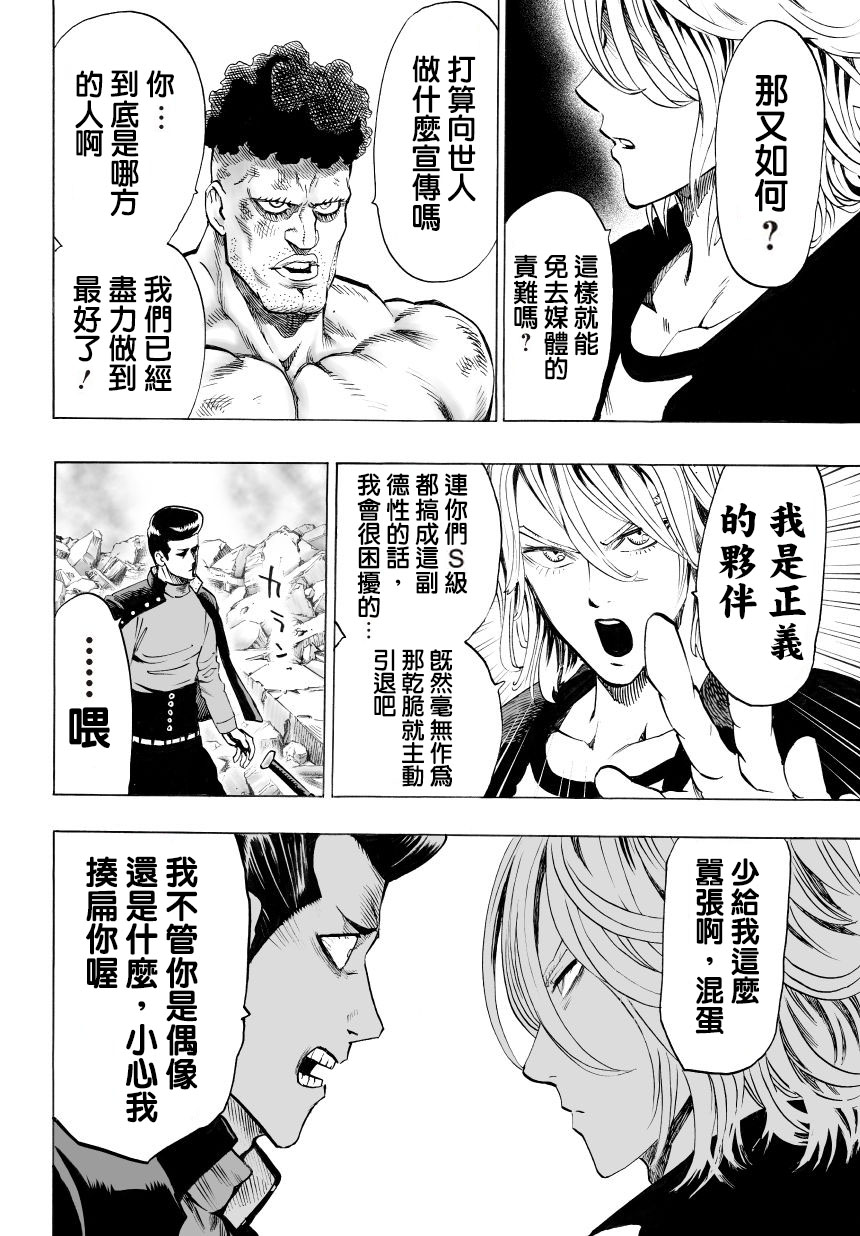 那又如何？
這樣就能
免去媒體的
責難嗎？
打算向世人
做什麼宣傳嗎
你…
到底是哪方
的人啊
我們已經
盡力做到
最好了！
我是正義
的夥伴
連你們S級
都搞成這副
德性的話，
我會很困擾的…
既然毫無作為
那乾脆就主動
引退吧
カラン
……喂
少給我這麼
囂張啊，混蛋
我不管你是偶像
還是什麼，小心我
揍扁你喔